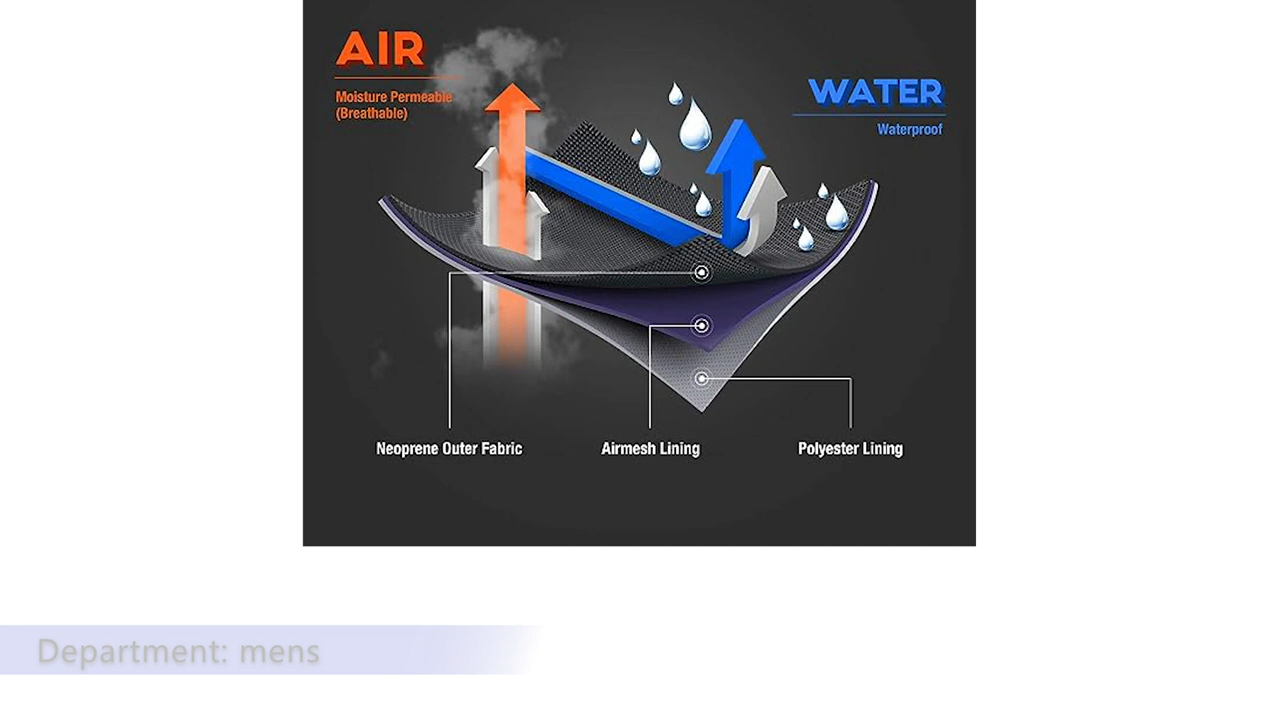 AIR
Moisture Permeable
(Breathable)
WATER
Waterproof
Neoprene Outer Fabric
Airmesh Lining
Polyester Lining
Department: mens